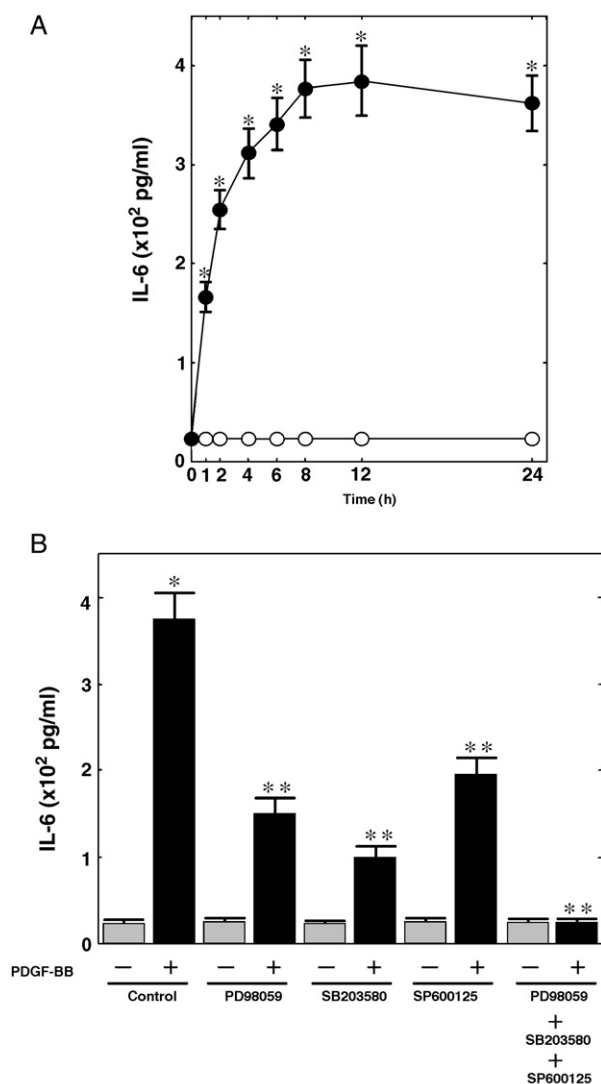 A
IL-6 (x10² pg/ml)
4
3
2
1
0
* * * * * * * *
0 1 2 4 6 8 12 24
Time (h)
B
IL-6 (x10² pg/ml)
4
3
2
1
0
* ** ** ** **
PDGF-BB − + − + − + − + − +
Control PD98059 SB203580 SP600125 PD98059
+
SB203580
+
SP600125